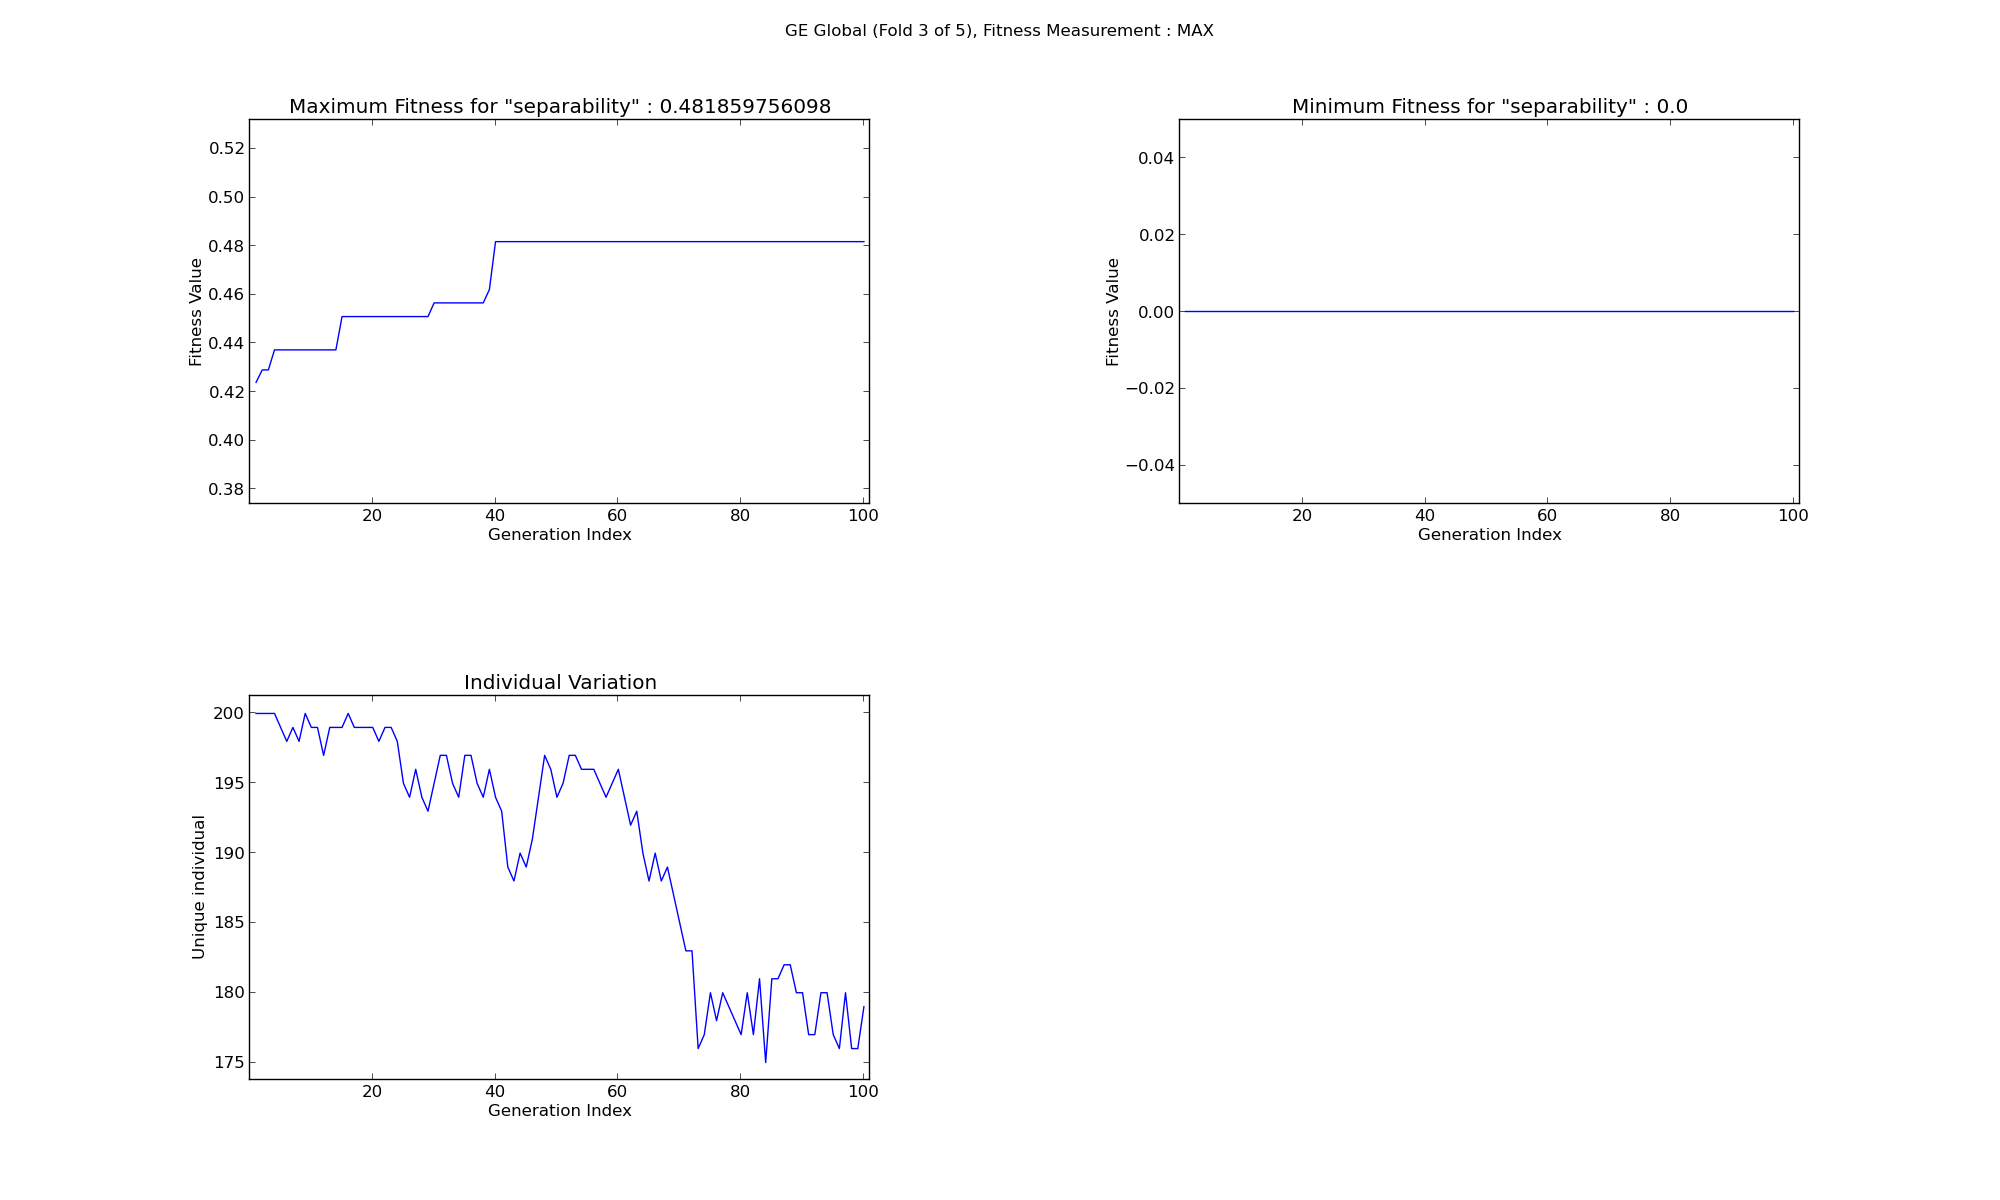 GE Global (Fold 3 of 5), Fitness Measurement : MAX
Maximum Fitness for "separability" : 0.481859756098
0.52
0.50
0.48
0.46
0.44
0.42
0.40
0.38
Fitness Value
20 40 60 80 100
Generation Index
Minimum Fitness for "separability" : 0.0
0.04
0.02
0.00
−0.02
−0.04
Fitness Value
20 40 60 80 100
Generation Index
Individual Variation
200
195
190
185
180
175
Unique individual
20 40 60 80 100
Generation Index